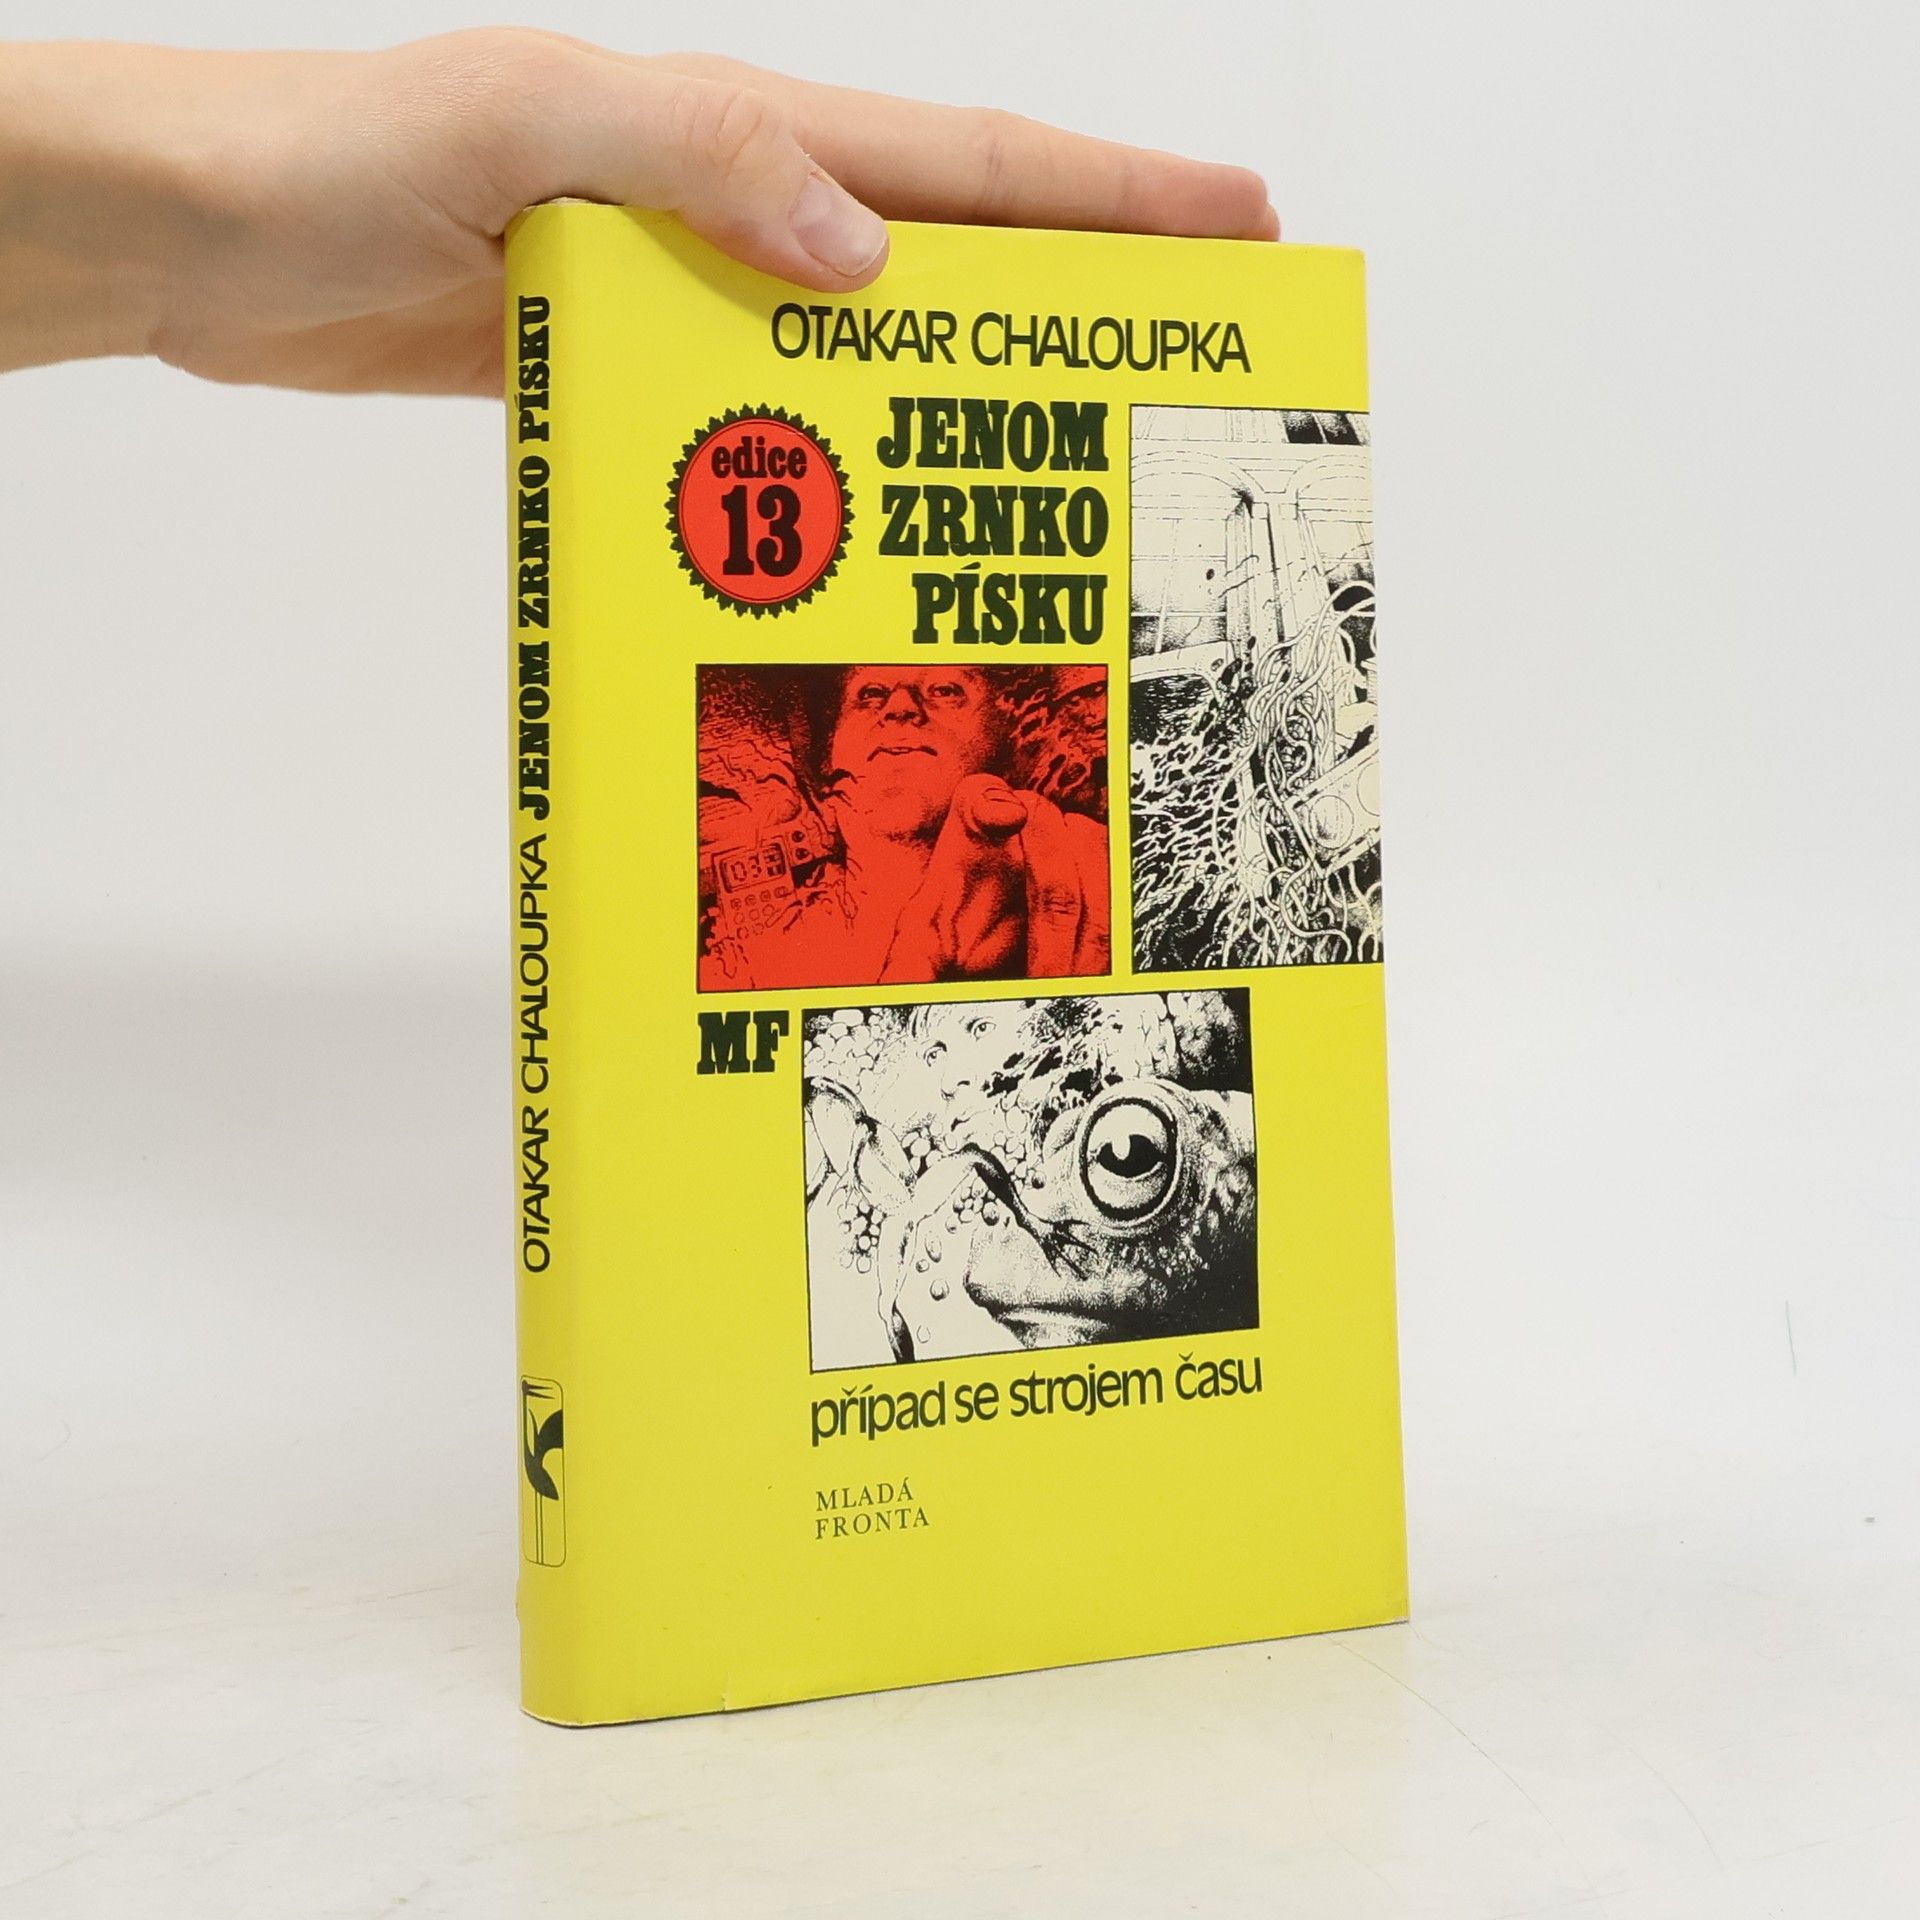 OTAKAR CHALOUPKA JENOM ZRNKO PÍSKU
OTAKAR CHALOUPKA
edice
13
JENOM
ZRNKO
PÍSKU
MF
případ se strojem času
MLADÁ
FRONTA